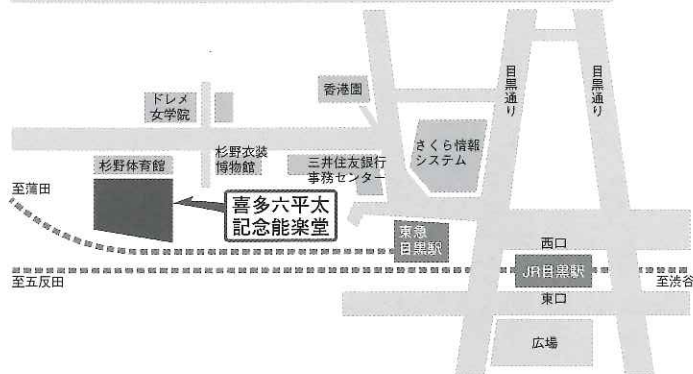 目黒通り
目黒通り
香港園
ドレメ
女学院
さくら情報
システム
杉野衣装
博物館
三井住友銀行
事務センター
杉野体育館
至蒲田
喜多六平太
記念能楽堂
東急
目黒駅
西口
JR目黒駅
至五反田
至渋谷
東口
広場